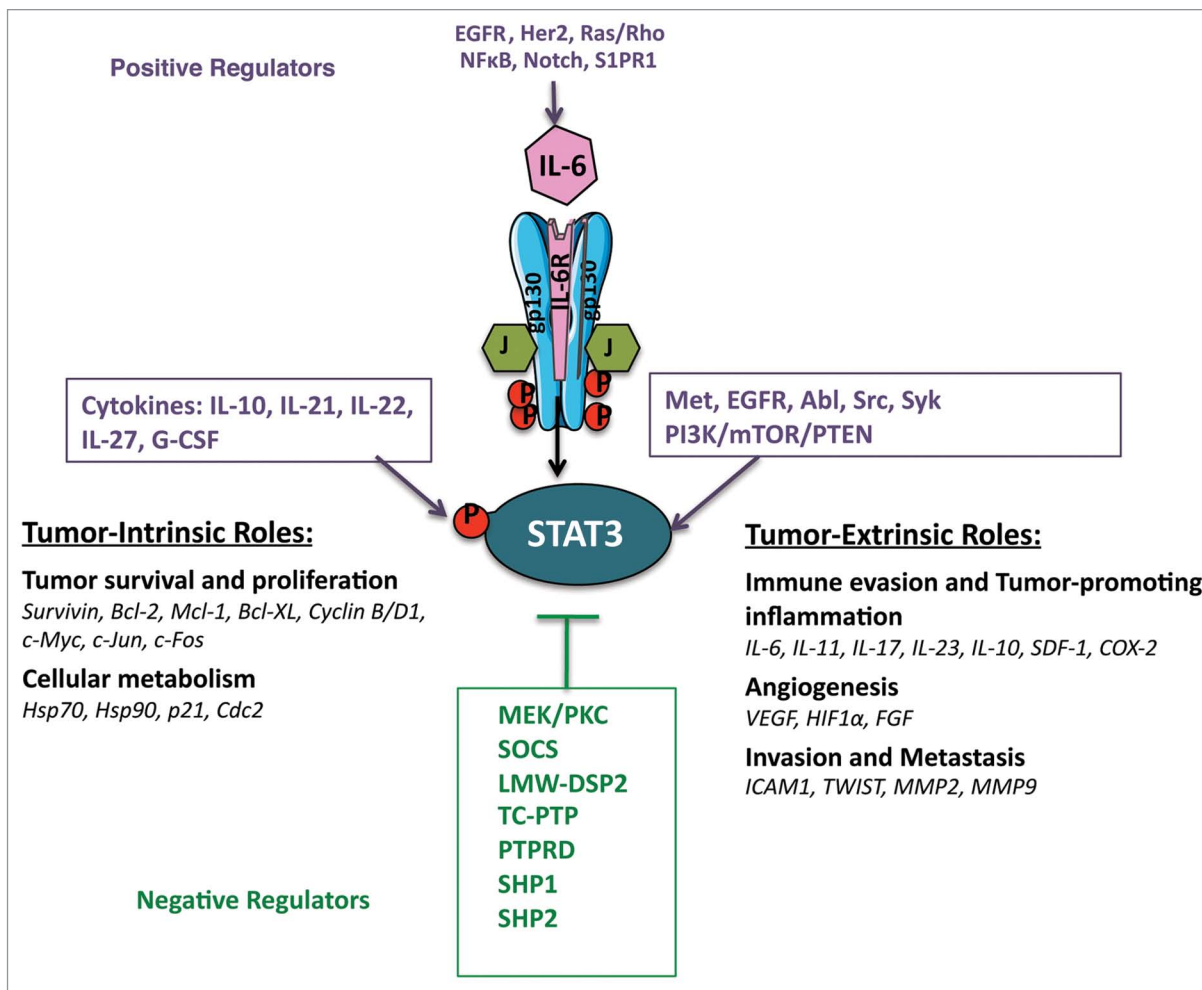 EGFR, Her2, Ras/Rho
NFκB, Notch, S1PR1
Positive Regulators
IL-6
gp130
IL-6R
gp130
J
J
P
P
P
P
Cytokines: IL-10, IL-21, IL-22,
IL-27, G-CSF
Met, EGFR, Abl, Src, Syk
PI3K/mTOR/PTEN
P
STAT3
Tumor-Intrinsic Roles:
Tumor survival and proliferation
Survivin, Bcl-2, Mcl-1, Bcl-XL, Cyclin B/D1,
c-Myc, c-Jun, c-Fos
Cellular metabolism
Hsp70, Hsp90, p21, Cdc2
Tumor-Extrinsic Roles:
Immune evasion and Tumor-promoting
inflammation
IL-6, IL-11, IL-17, IL-23, IL-10, SDF-1, COX-2
Angiogenesis
VEGF, HIF1α, FGF
Invasion and Metastasis
ICAM1, TWIST, MMP2, MMP9
MEK/PKC
SOCS
LMW-DSP2
TC-PTP
PTPRD
SHP1
SHP2
Negative Regulators